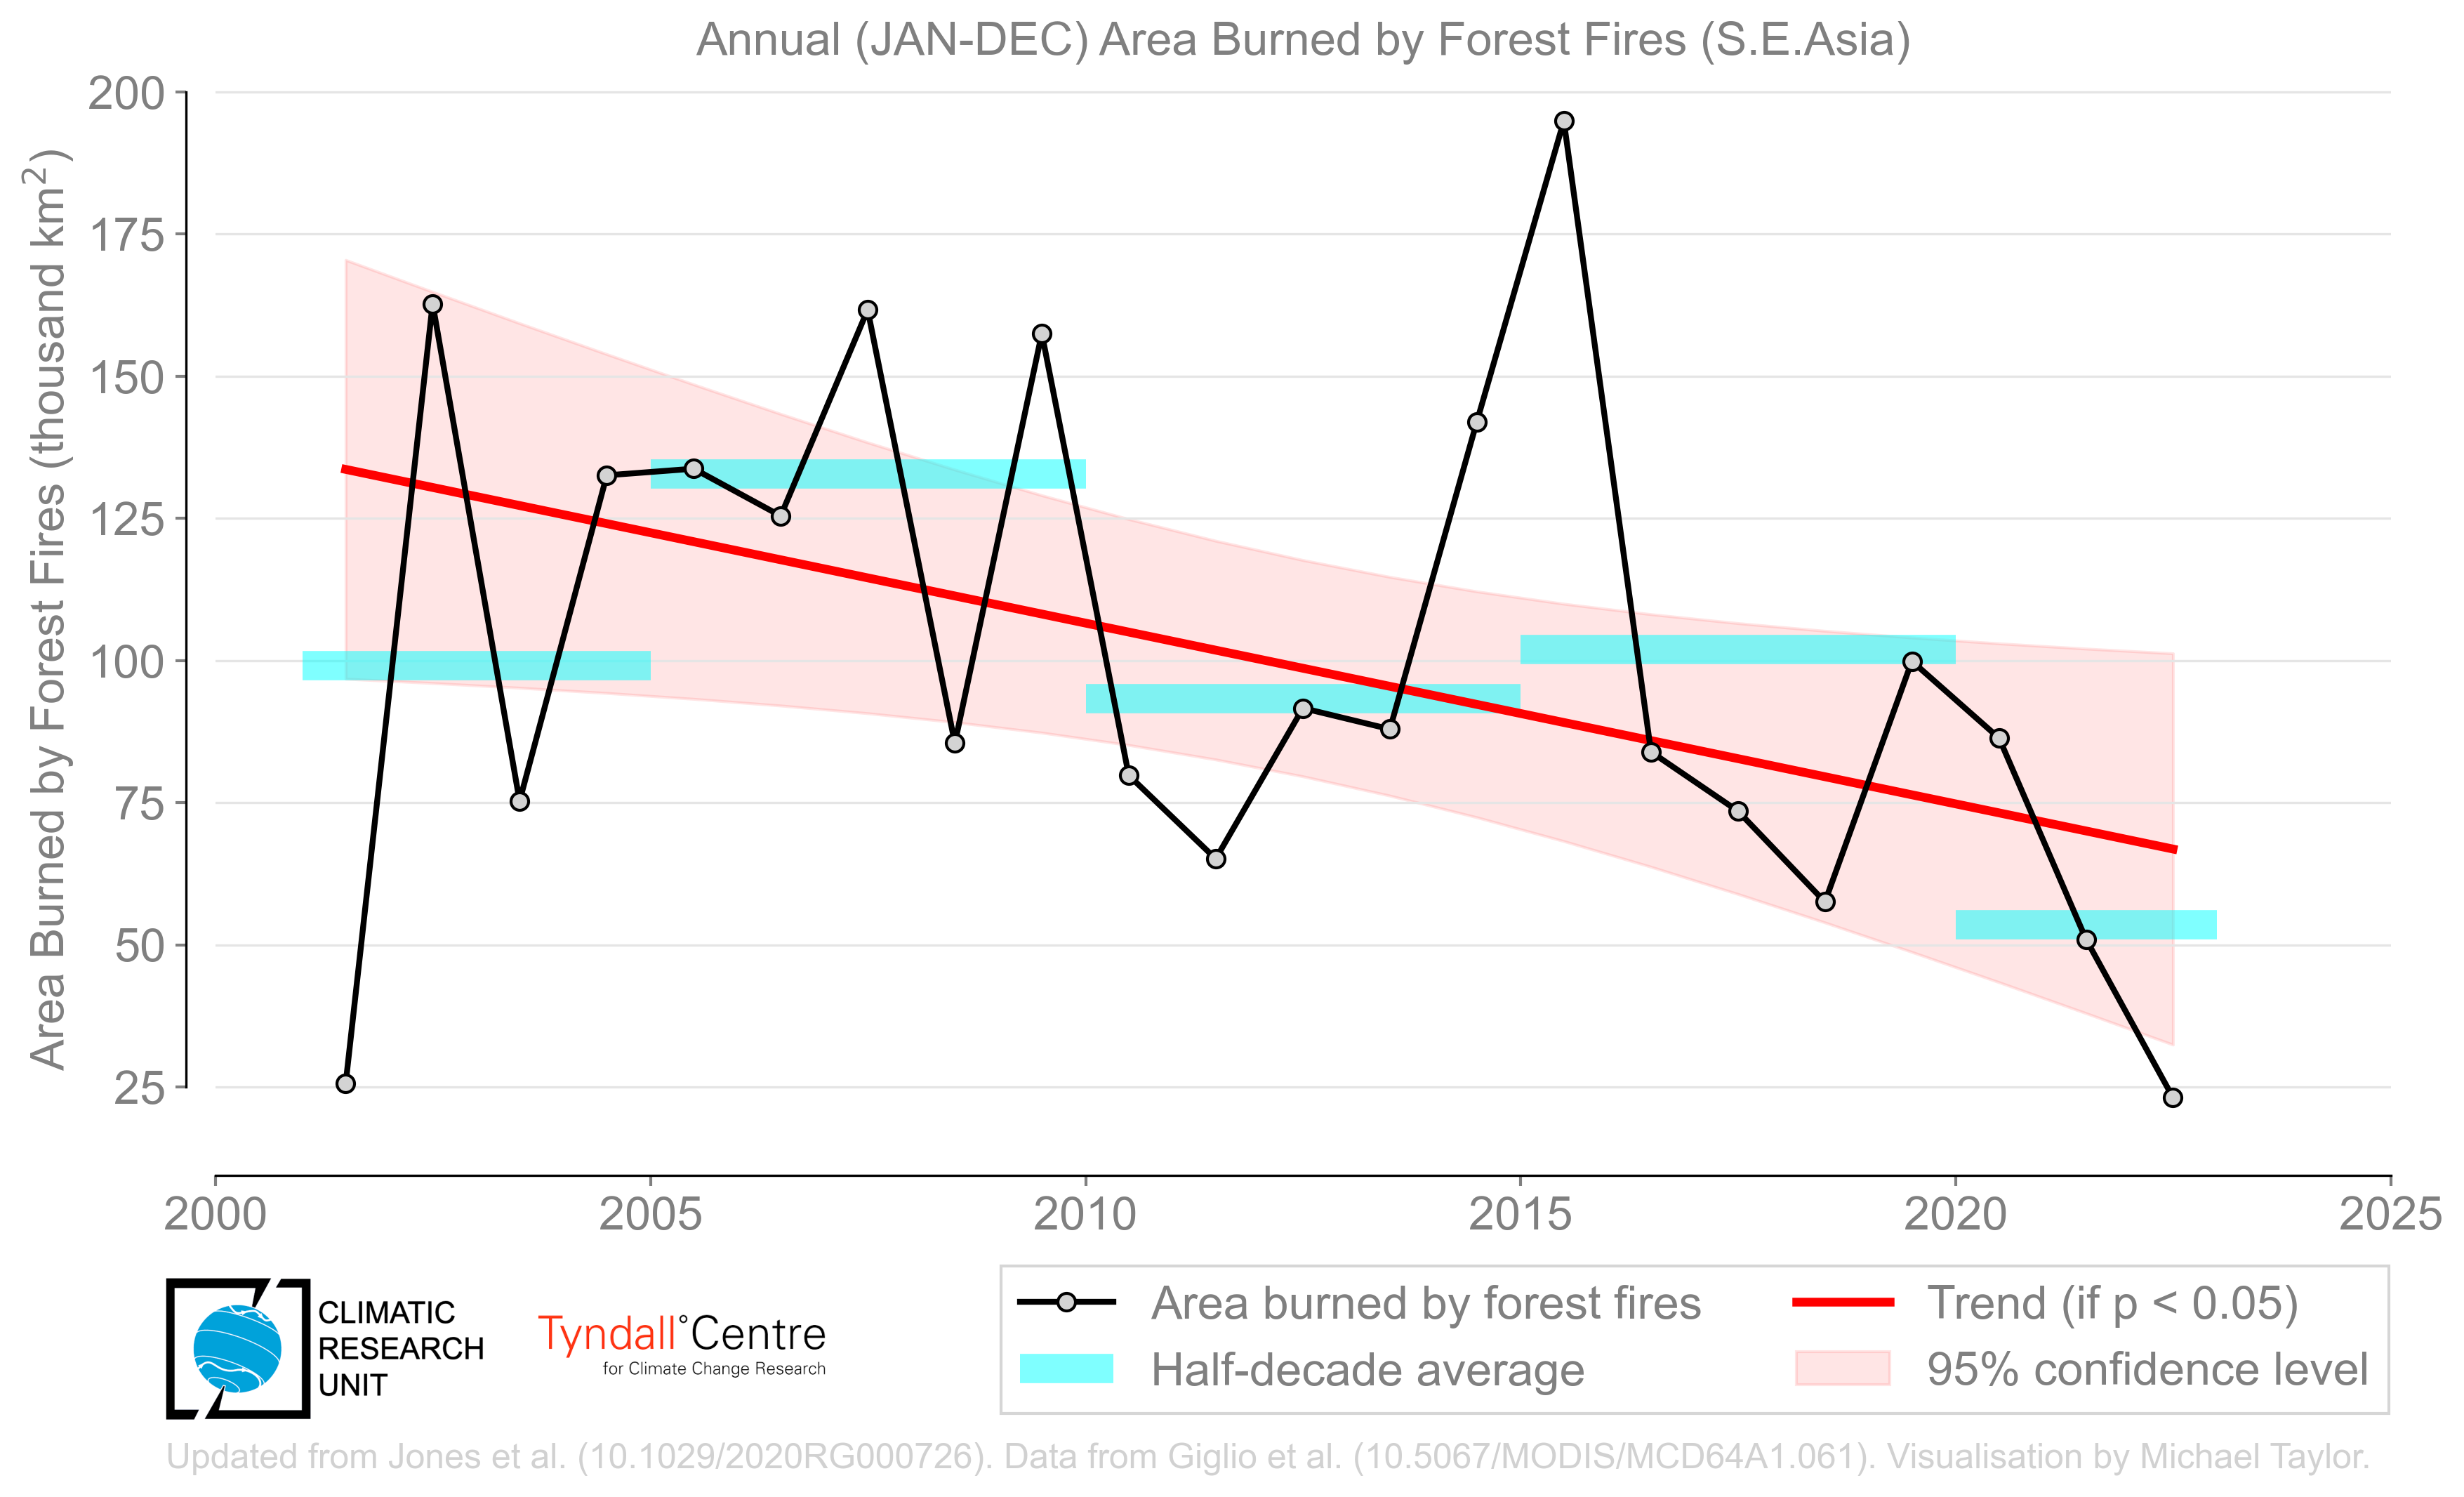 Annual (JAN-DEC) Area Burned by Forest Fires (S.E.Asia)
Area Burned by Forest Fires (thousand km²)
200
175
150
125
100
75
50
25
2000 2005 2010 2015 2020 2025
CLIMATIC
RESEARCH
UNIT
Tyndall°Centre
for Climate Change Research
Area burned by forest fires
Half-decade average
Trend (if p < 0.05)
95% confidence level
Updated from Jones et al. (10.1029/2020RG000726). Data from Giglio et al. (10.5067/MODIS/MCD64A1.061). Visualisation by Michael Taylor.